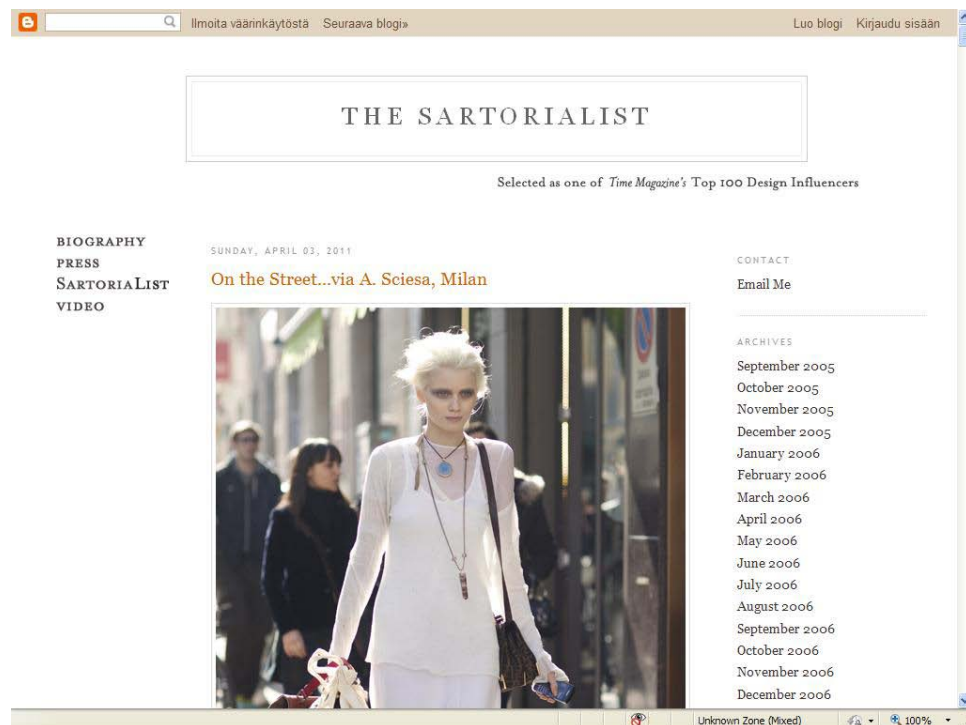 Ilmoita väärinkäytöstä Seuraava blogi» Luo blogi Kirjaudu sisään
THE SARTORIALIST
Selected as one of Time Magazine's Top 100 Design Influencers
BIOGRAPHY
PRESS
SARTORIALIST
VIDEO
SUNDAY, APRIL 03, 2011
On the Street...via A. Sciesa, Milan
CONTACT
Email Me
ARCHIVES
September 2005
October 2005
November 2005
December 2005
January 2006
February 2006
March 2006
April 2006
May 2006
June 2006
July 2006
August 2006
September 2006
October 2006
November 2006
December 2006
Unknown Zone (Mixed) 100%